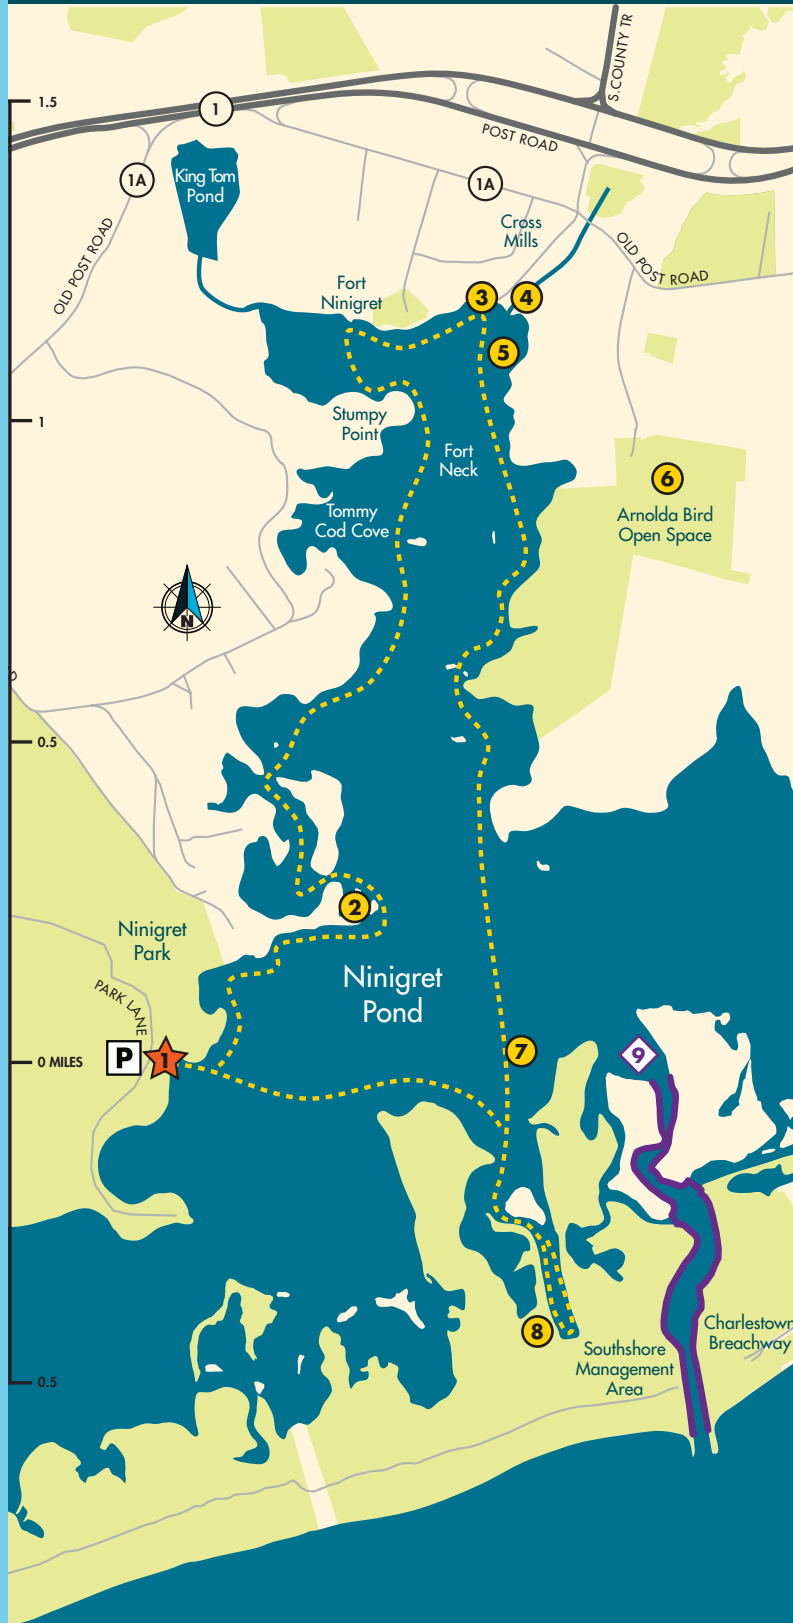 S. COUNTY TR
1.5
1
POST ROAD
King Tom
Pond
1A
1A
Cross
Mills
OLD POST ROAD
OLD POST ROAD
Fort
Ninigret
3
4
5
Stumpy
Point
1
Fort
Neck
6
Arnolda Bird
Open Space
Tommy
Cod Cove
N
0.5
2
Ninigret
Park
Ninigret
Pond
PARK LANE
P
1
0 MILES
7
9
8
Charlestown
Breachway
Southshore
Management
Area
0.5